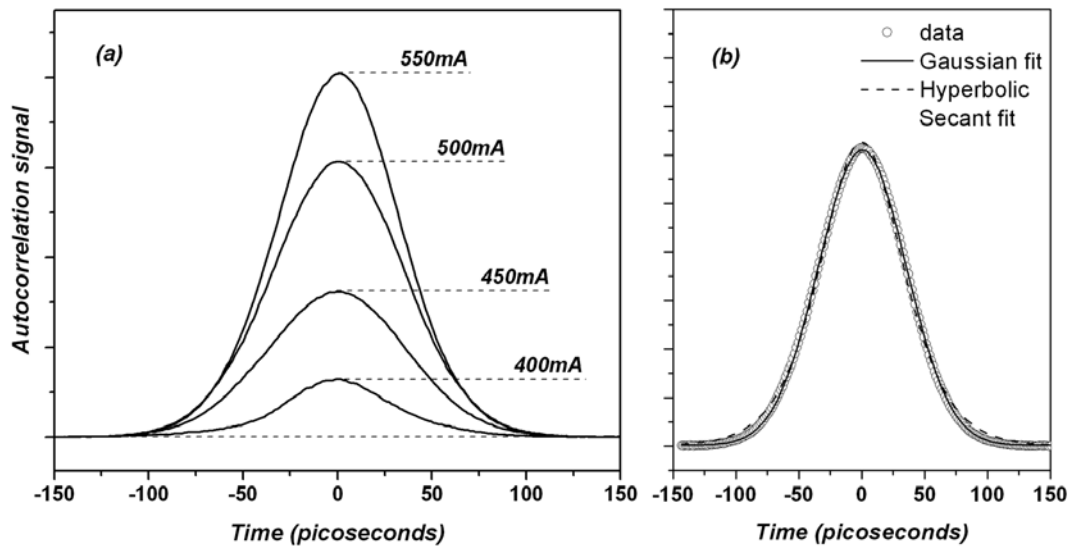 (a)
550mA
500mA
450mA
400mA
Autocorrelation signal
-150 -100 -50 0 50 100 150
Time (picoseconds)
(b)
data
Gaussian fit
Hyperbolic
Secant fit
-150 -100 -50 0 50 100 150
Time (picoseconds)